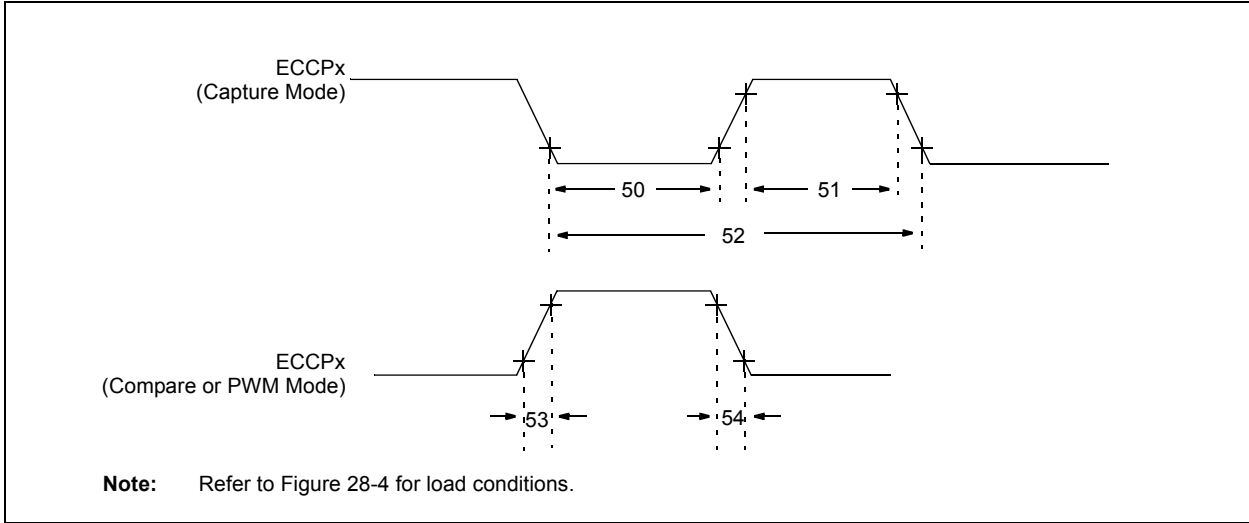 ECCPx
(Capture Mode)
50
51
52
ECCPx
(Compare or PWM Mode)
53
54
Note: Refer to Figure 28-4 for load conditions.